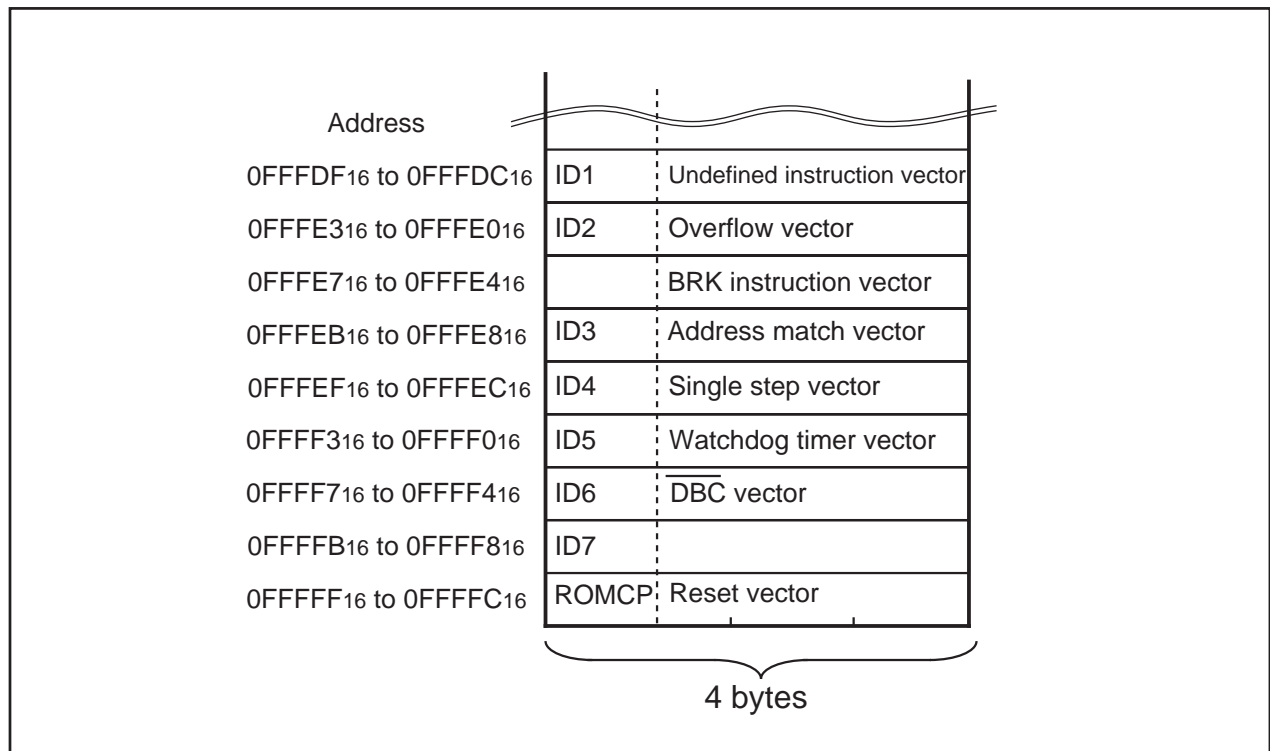 Address
0FFFDF16 to 0FFFDC16 ID1 Undefined instruction vector
0FFFE316 to 0FFFE016 ID2 Overflow vector
0FFFE716 to 0FFFE416 BRK instruction vector
0FFFEB16 to 0FFFE816 ID3 Address match vector
0FFFEF16 to 0FFFEC16 ID4 Single step vector
0FFFF316 to 0FFFF016 ID5 Watchdog timer vector
0FFFF716 to 0FFFF416 ID6 DBC vector
0FFFFB16 to 0FFFF816 ID7
0FFFFF16 to 0FFFFC16 ROMCP Reset vector
4 bytes